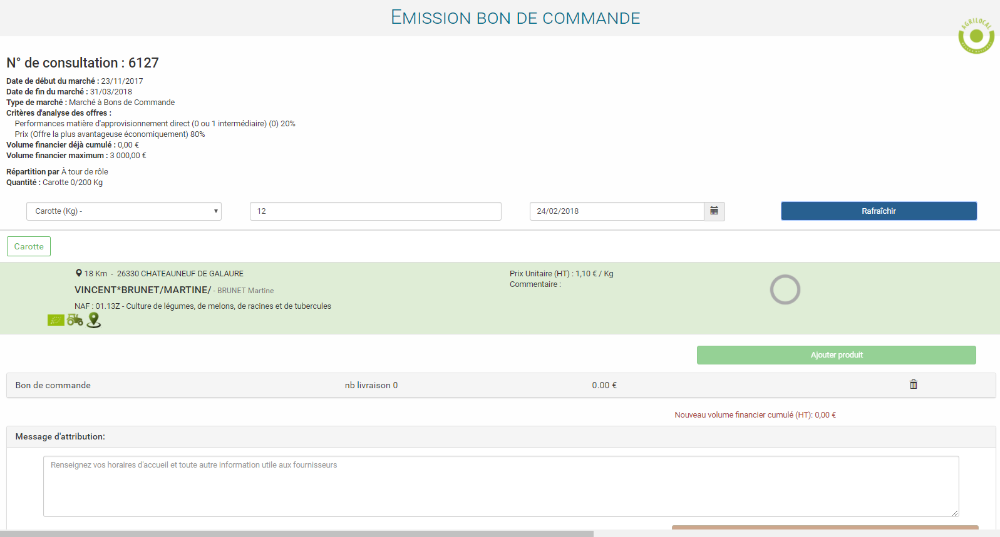 EMISSION BON DE COMMANDE
AGRILOCAL
N° de consultation : 6127
Date de début du marché : 23/11/2017
Date de fin du marché : 31/03/2018
Type de marché : Marché à Bons de Commande
Critères d'analyse des offres :
Performances matière d'approvisionnement direct (0 ou 1 intermédiaire) (0) 20%
Prix (Offre la plus avantageuse économiquement) 80%
Volume financier déjà cumulé : 0,00 €
Volume financier maximum : 3 000,00 €
Répartition par À tour de rôle
Quantité : Carotte 0/200 Kg
Carotte (Kg) - 12 24/02/2018 Rafraîchir
Carotte
18 Km - 26330 CHATEAUNEUF DE GALAURE
VINCENT*BRUNET/MARTINE/ - BRUNET Martine
NAF : 01.13Z - Culture de légumes, de melons, de racines et de tubercules
Prix Unitaire (HT) : 1,10 € / Kg
Commentaire :
Ajouter produit
Bon de commande nb livraison 0 0.00 €
Nouveau volume financier cumulé (HT): 0,00 €
Message d'attribution:
Renseignez vos horaires d'accueil et toute autre information utile aux fournisseurs